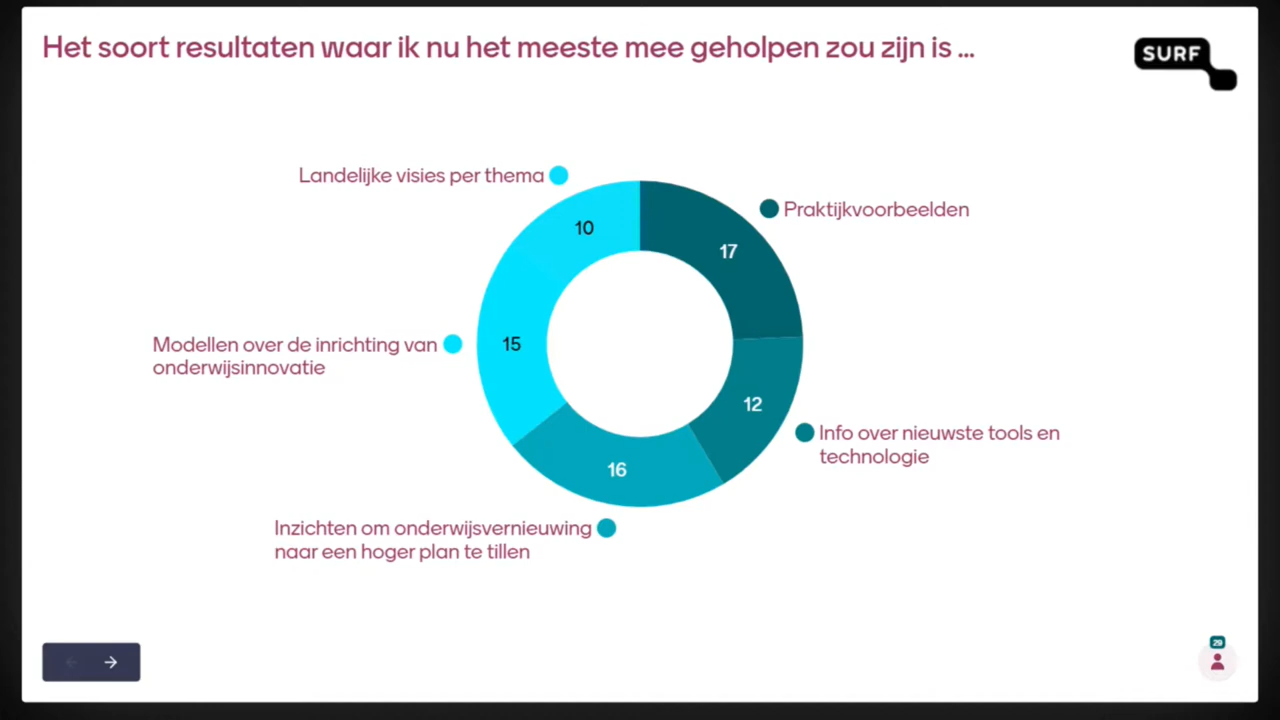 Het soort resultaten waar ik nu het meeste mee geholpen zou zijn is ...
SURF
Landelijke visies per thema
10
Praktijkvoorbeelden
17
Modellen over de inrichting van
onderwijsinnovatie
15
12
Info over nieuwste tools en
technologie
16
Inzichten om onderwijsvernieuwing
naar een hoger plan te tillen
29